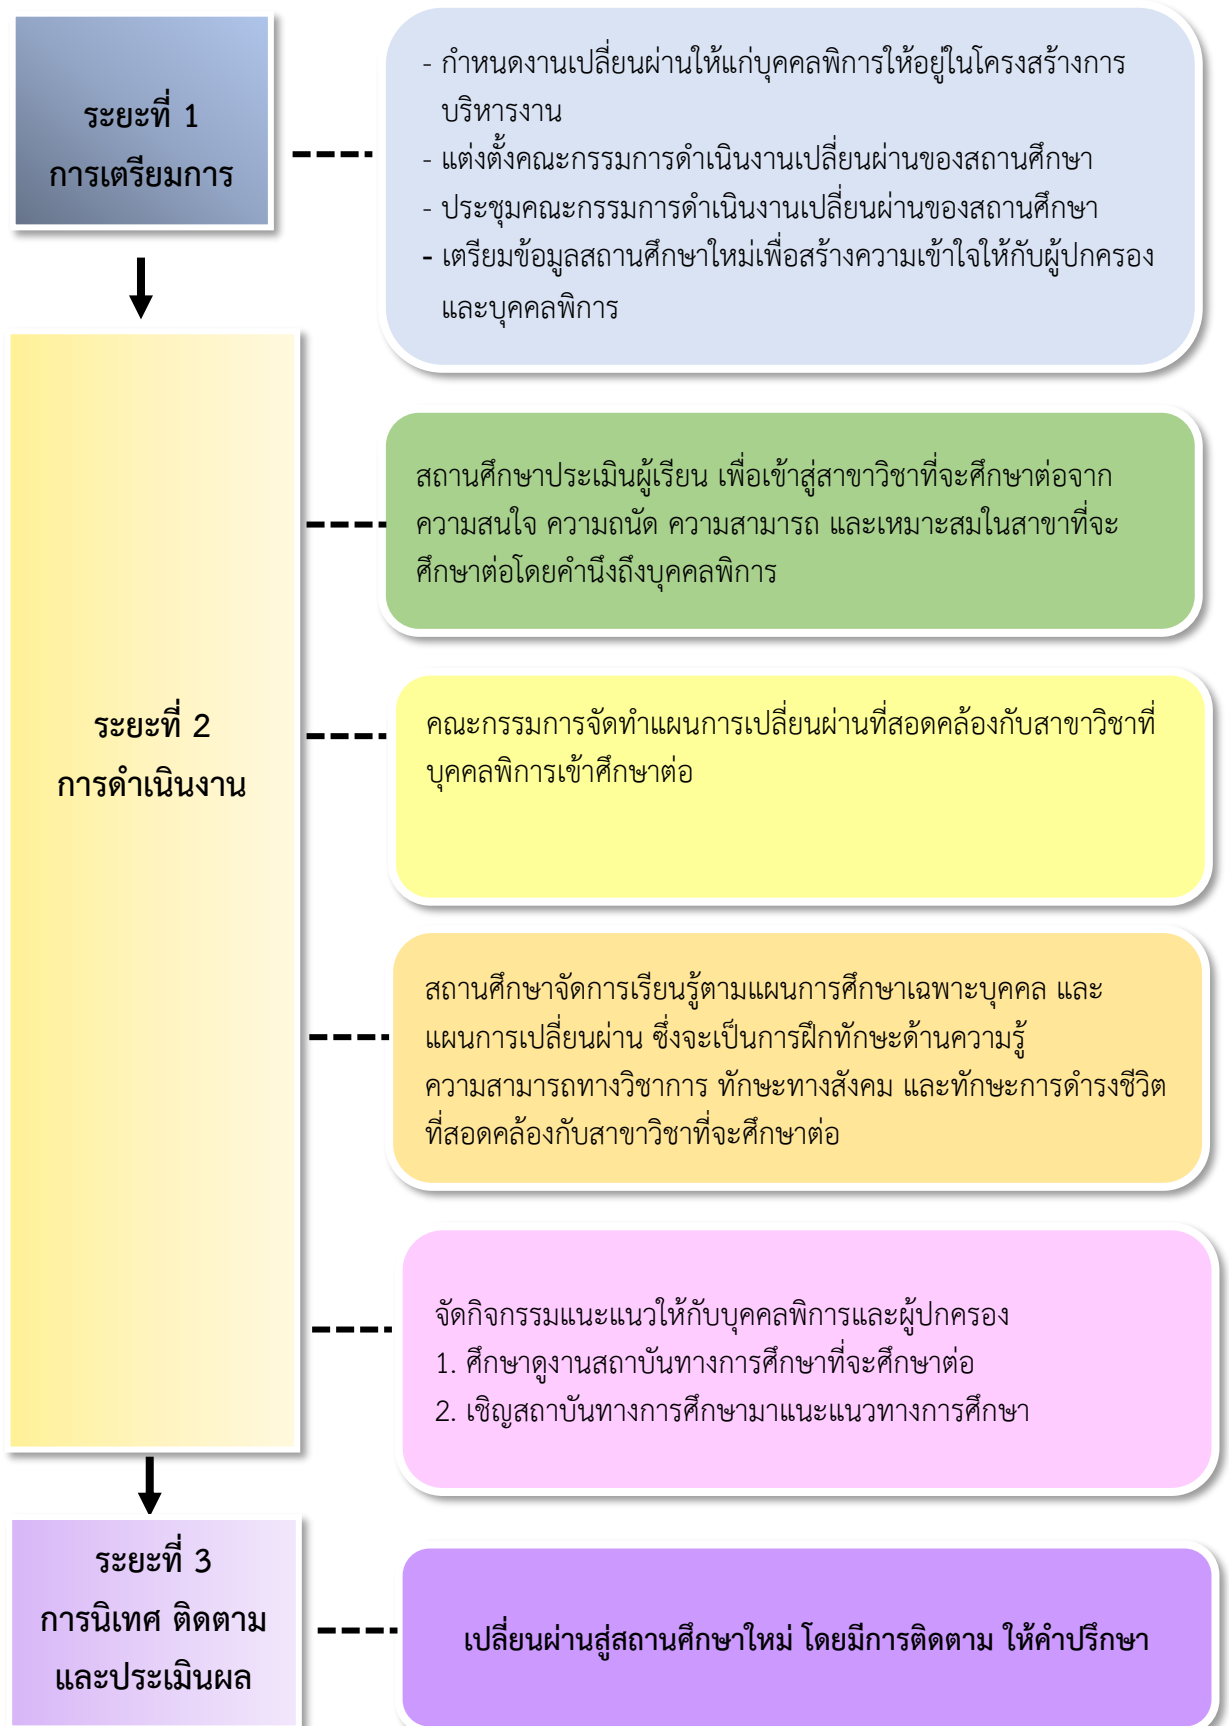 ระยะที่ 1
การเตรียมการ
- กำหนดงานเปลี่ยนผ่านให้แก่บุคคลพิการให้อยู่ในโครงสร้างการ
บริหารงาน
- แต่งตั้งคณะกรรมการดำเนินงานเปลี่ยนผ่านของสถานศึกษา
- ประชุมคณะกรรมการดำเนินงานเปลี่ยนผ่านของสถานศึกษา
- เตรียมข้อมูลสถานศึกษาใหม่เพื่อสร้างความเข้าใจให้กับผู้ปกครอง
และบุคคลพิการ
ระยะที่ 2
การดำเนินงาน
สถานศึกษาประเมินผู้เรียน เพื่อเข้าสู่สาขาวิชาที่จะศึกษาต่อจาก
ความสนใจ ความถนัด ความสามารถ และเหมาะสมในสาขาที่จะ
ศึกษาต่อโดยคำนึงถึงบุคคลพิการ
คณะกรรมการจัดทำแผนการเปลี่ยนผ่านที่สอดคล้องกับสาขาวิชาที่
บุคคลพิการเข้าศึกษาต่อ
สถานศึกษาจัดการเรียนรู้ตามแผนการศึกษาเฉพาะบุคคล และ
แผนการเปลี่ยนผ่าน ซึ่งจะเป็นการฝึกทักษะด้านความรู้
ความสามารถทางวิชาการ ทักษะทางสังคม และทักษะการดำรงชีวิต
ที่สอดคล้องกับสาขาวิชาที่จะศึกษาต่อ
จัดกิจกรรมแนะแนวให้กับบุคคลพิการและผู้ปกครอง
1. ศึกษาดูงานสถาบันทางการศึกษาที่จะศึกษาต่อ
2. เชิญสถาบันทางการศึกษามาแนะแนวทางการศึกษา
ระยะที่ 3
การนิเทศ ติดตาม
และประเมินผล
เปลี่ยนผ่านสู่สถานศึกษาใหม่ โดยมีการติดตาม ให้คำปรึกษา